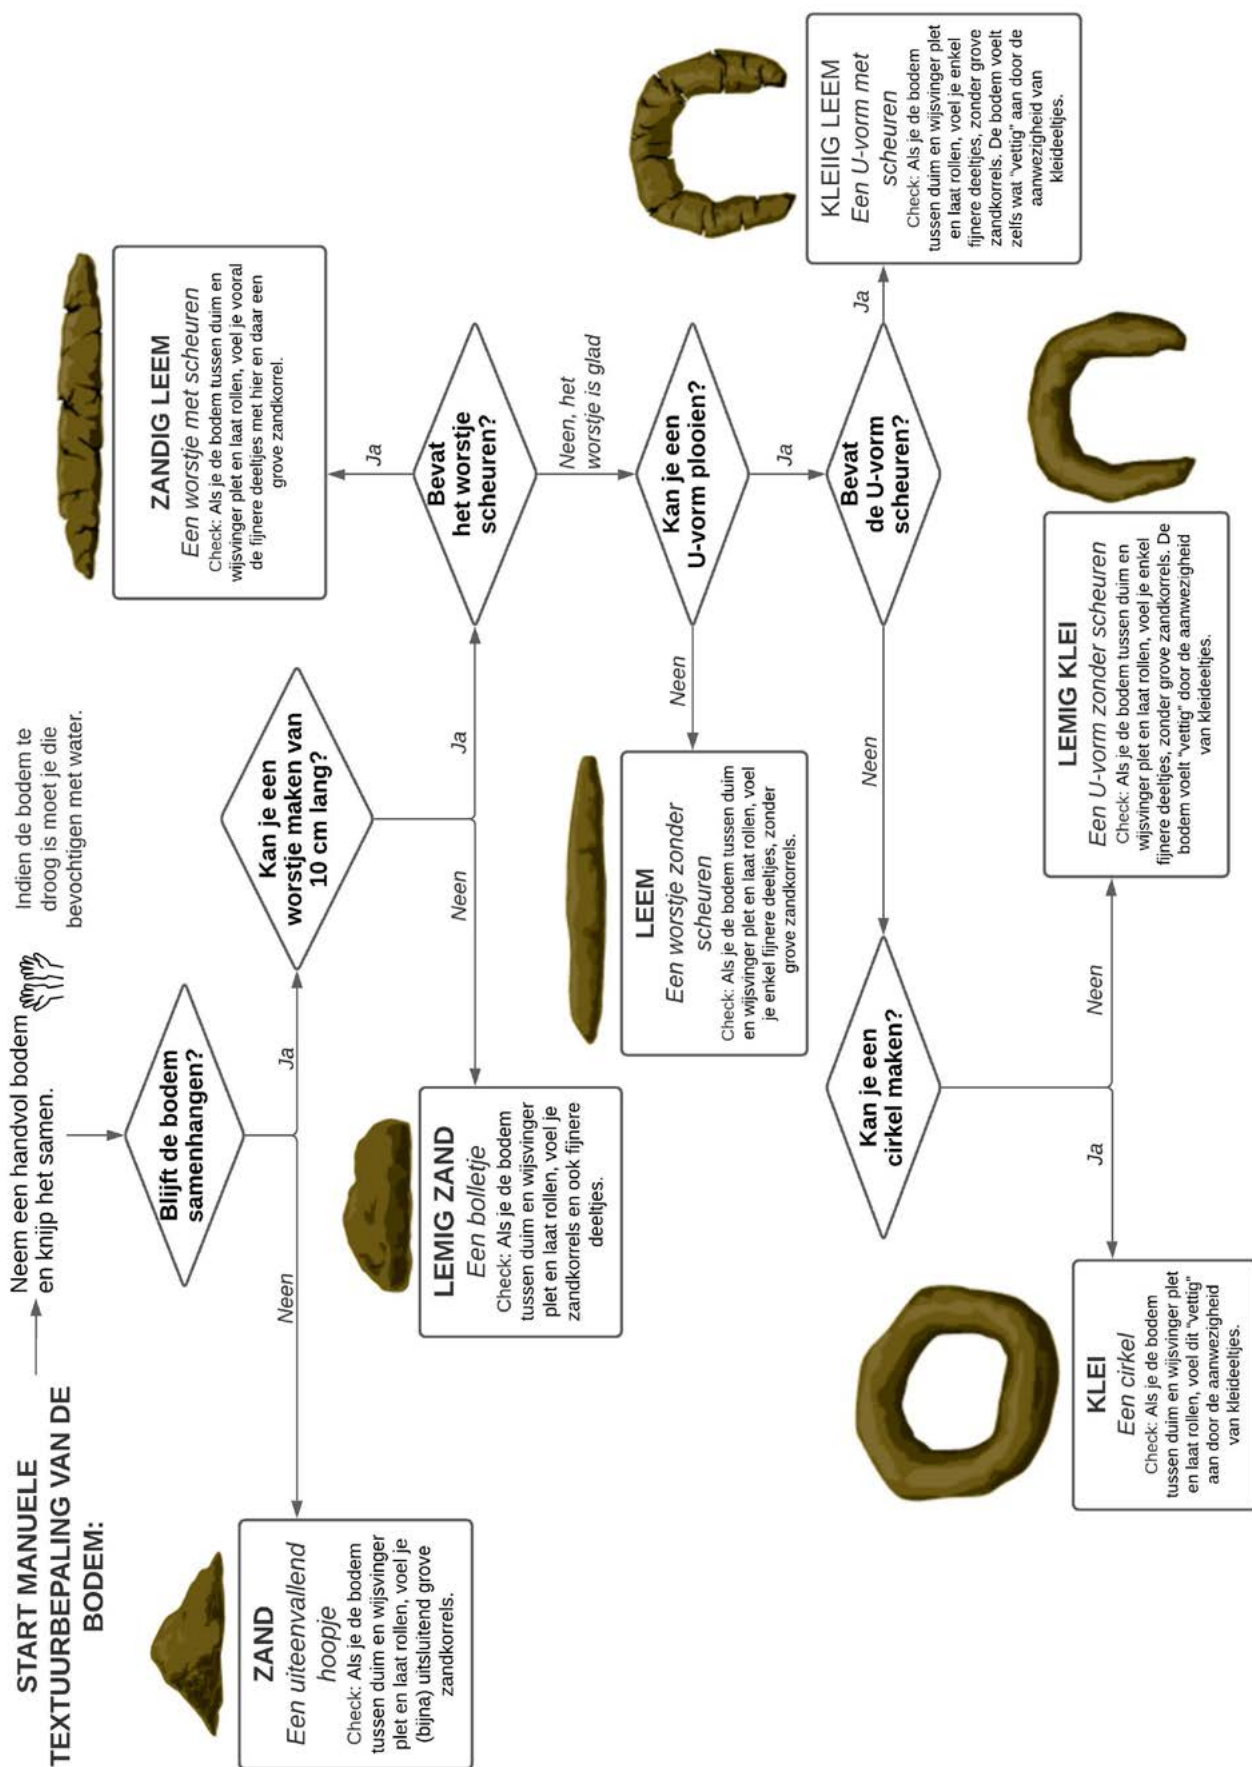 START MANUELE
TEXTUURBEPALING VAN DE
BODEM:
Neem een handvol bodem
en knijp het samen.
Indien de bodem te
droog is moet je die
bevochtigen met water.
Blijft de bodem
samenhangen?
Neen
Ja
ZAND
Een uiteenvallend
hoopje
Check: Als je de bodem
tussen duim en wijsvinger
plet en laat rollen, voel je
(bijna) uitsluitend grove
zandkorrels.
Kan je een
worstje maken van
10 cm lang?
Neen
Ja
LEMIG ZAND
Een bolletje
Check: Als je de bodem
tussen duim en wijsvinger
plet en laat rollen, voel je
zandkorrels en ook fijnere
deeltjes.
Bevat
het worstje
scheuren?
Ja
ZANDIG LEEM
Een worstje met scheuren
Check: Als je de bodem tussen duim en
wijsvinger plet en laat rollen, voel je vooral
de fijnere deeltjes met hier en daar een
grove zandkorrel.
Neen, het
worstje is glad
Kan je een
U-vorm plooien?
Neen
Ja
LEEM
Een worstje zonder
scheuren
Check: Als je de bodem tussen duim
en wijsvinger plet en laat rollen, voel
je enkel fijnere deeltjes, zonder
grove zandkorrels.
Bevat
de U-vorm
scheuren?
Neen
Ja
KLEIIG LEEM
Een U-vorm met
scheuren
Check: Als je de bodem
tussen duim en wijsvinger plet
en laat rollen, voel je enkel
fijnere deeltjes, zonder grove
zandkorrels. De bodem voelt
zelfs wat "vettig" aan door de
aanwezigheid van
kleideeltjes.
Kan je een
cirkel maken?
Ja
Neen
KLEI
Een cirkel
Check: Als je de bodem
tussen duim en wijsvinger plet
en laat rollen, voel dit "vettig"
aan door de aanwezigheid
van kleideeltjes.
LEMIG KLEI
Een U-vorm zonder scheuren
Check: Als je de bodem tussen duim en
wijsvinger plet en laat rollen, voel je enkel
fijnere deeltjes, zonder grove zandkorrels. De
bodem voelt "vettig" door de aanwezigheid
van kleideeltjes.